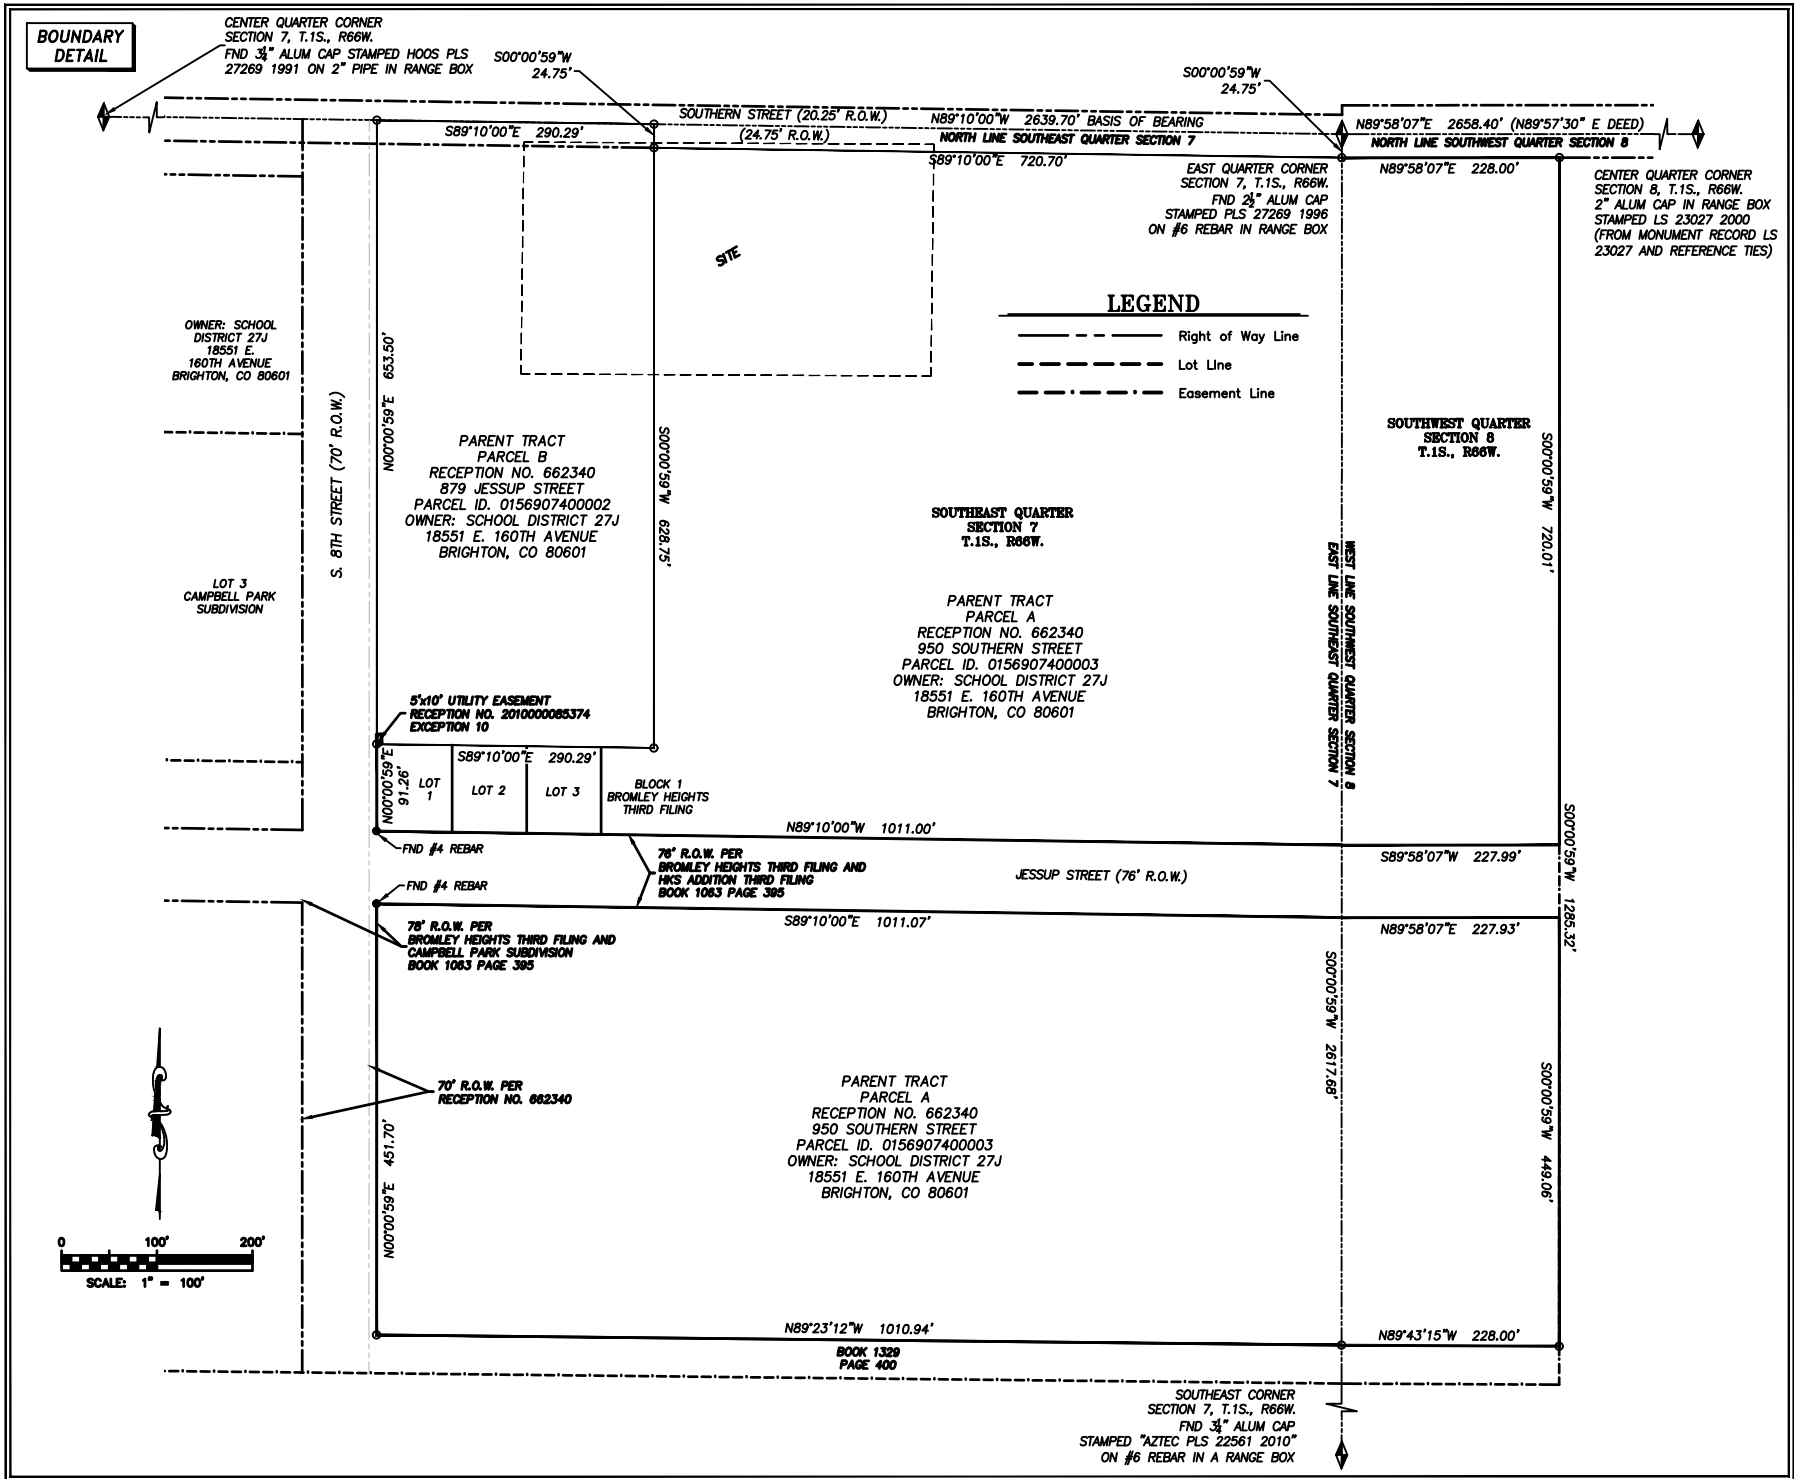 BOUNDARY
DETAIL
CENTER QUARTER CORNER
SECTION 7, T.1S., R66W.
FND 3¼" ALUM CAP STAMPED HOOS PLS
27269 1991 ON 2" PIPE IN RANGE BOX
S00°00'59"W
24.75'
S00°00'59"W
24.75'
SOUTHERN STREET (20.25' R.O.W.)
N89°10'00"W 2639.70' BASIS OF BEARING
N89°58'07"E 2658.40' (N89°57'30" E DEED)
S89°10'00"E 290.29'
(24.75' R.O.W.)
NORTH LINE SOUTHEAST QUARTER SECTION 7
NORTH LINE SOUTHWEST QUARTER SECTION 8
S89°10'00"E 720.70'
N89°58'07"E 228.00'
EAST QUARTER CORNER
SECTION 7, T.1S., R66W.
FND 2½" ALUM CAP
STAMPED PLS 27269 1996
ON #6 REBAR IN RANGE BOX
CENTER QUARTER CORNER
SECTION 8, T.1S., R66W.
2" ALUM CAP IN RANGE BOX
STAMPED LS 23027 2000
(FROM MONUMENT RECORD LS
23027 AND REFERENCE TIES)
SITE
LEGEND
Right of Way Line
Lot Line
Easement Line
OWNER: SCHOOL
DISTRICT 27J
18551 E.
160TH AVENUE
BRIGHTON, CO 80601
S. 8TH STREET (70' R.O.W.)
N00°00'59"E 653.50'
PARENT TRACT
PARCEL B
RECEPTION NO. 662340
879 JESSUP STREET
PARCEL ID. 0156907400002
OWNER: SCHOOL DISTRICT 27J
18551 E. 160TH AVENUE
BRIGHTON, CO 80601
S00°00'59"W 628.75'
SOUTHEAST QUARTER
SECTION 7
T.1S., R66W.
SOUTHWEST QUARTER
SECTION 8
T.1S., R66W.
S00°00'59"W 720.01'
WEST LINE SOUTHWEST QUARTER SECTION 8
EAST LINE SOUTHEAST QUARTER SECTION 7
LOT 3
CAMPBELL PARK
SUBDIVISION
PARENT TRACT
PARCEL A
RECEPTION NO. 662340
950 SOUTHERN STREET
PARCEL ID. 0156907400003
OWNER: SCHOOL DISTRICT 27J
18551 E. 160TH AVENUE
BRIGHTON, CO 80601
5'x10' UTILITY EASEMENT
RECEPTION NO. 2010000085374
EXCEPTION 10
S89°10'00"E 290.29'
N00°00'59"E
91.26'
LOT
1
LOT 2
LOT 3
BLOCK 1
BROMLEY HEIGHTS
THIRD FILING
N89°10'00"W 1011.00'
S89°58'07"W 227.99'
S00°00'59"W 1285.32'
FND #4 REBAR
76' R.O.W. PER
BROMLEY HEIGHTS THIRD FILING AND
HKS ADDITION THIRD FILING
BOOK 1063 PAGE 395
JESSUP STREET (76' R.O.W.)
FND #4 REBAR
S89°10'00"E 1011.07'
N89°58'07"E 227.93'
78' R.O.W. PER
BROMLEY HEIGHTS THIRD FILING AND
CAMPBELL PARK SUBDIVISION
BOOK 1063 PAGE 395
S00°00'59"W 2617.68'
70' R.O.W. PER
RECEPTION NO. 662340
N00°00'59"E 451.70'
PARENT TRACT
PARCEL A
RECEPTION NO. 662340
950 SOUTHERN STREET
PARCEL ID. 0156907400003
OWNER: SCHOOL DISTRICT 27J
18551 E. 160TH AVENUE
BRIGHTON, CO 80601
S00°00'59"W 449.06'
0 100' 200'
SCALE: 1" = 100'
N89°23'12"W 1010.94'
N89°43'15"W 228.00'
BOOK 1329
PAGE 400
SOUTHEAST CORNER
SECTION 7, T.1S., R66W.
FND 3¼" ALUM CAP
STAMPED "AZTEC PLS 22561 2010"
ON #6 REBAR IN A RANGE BOX